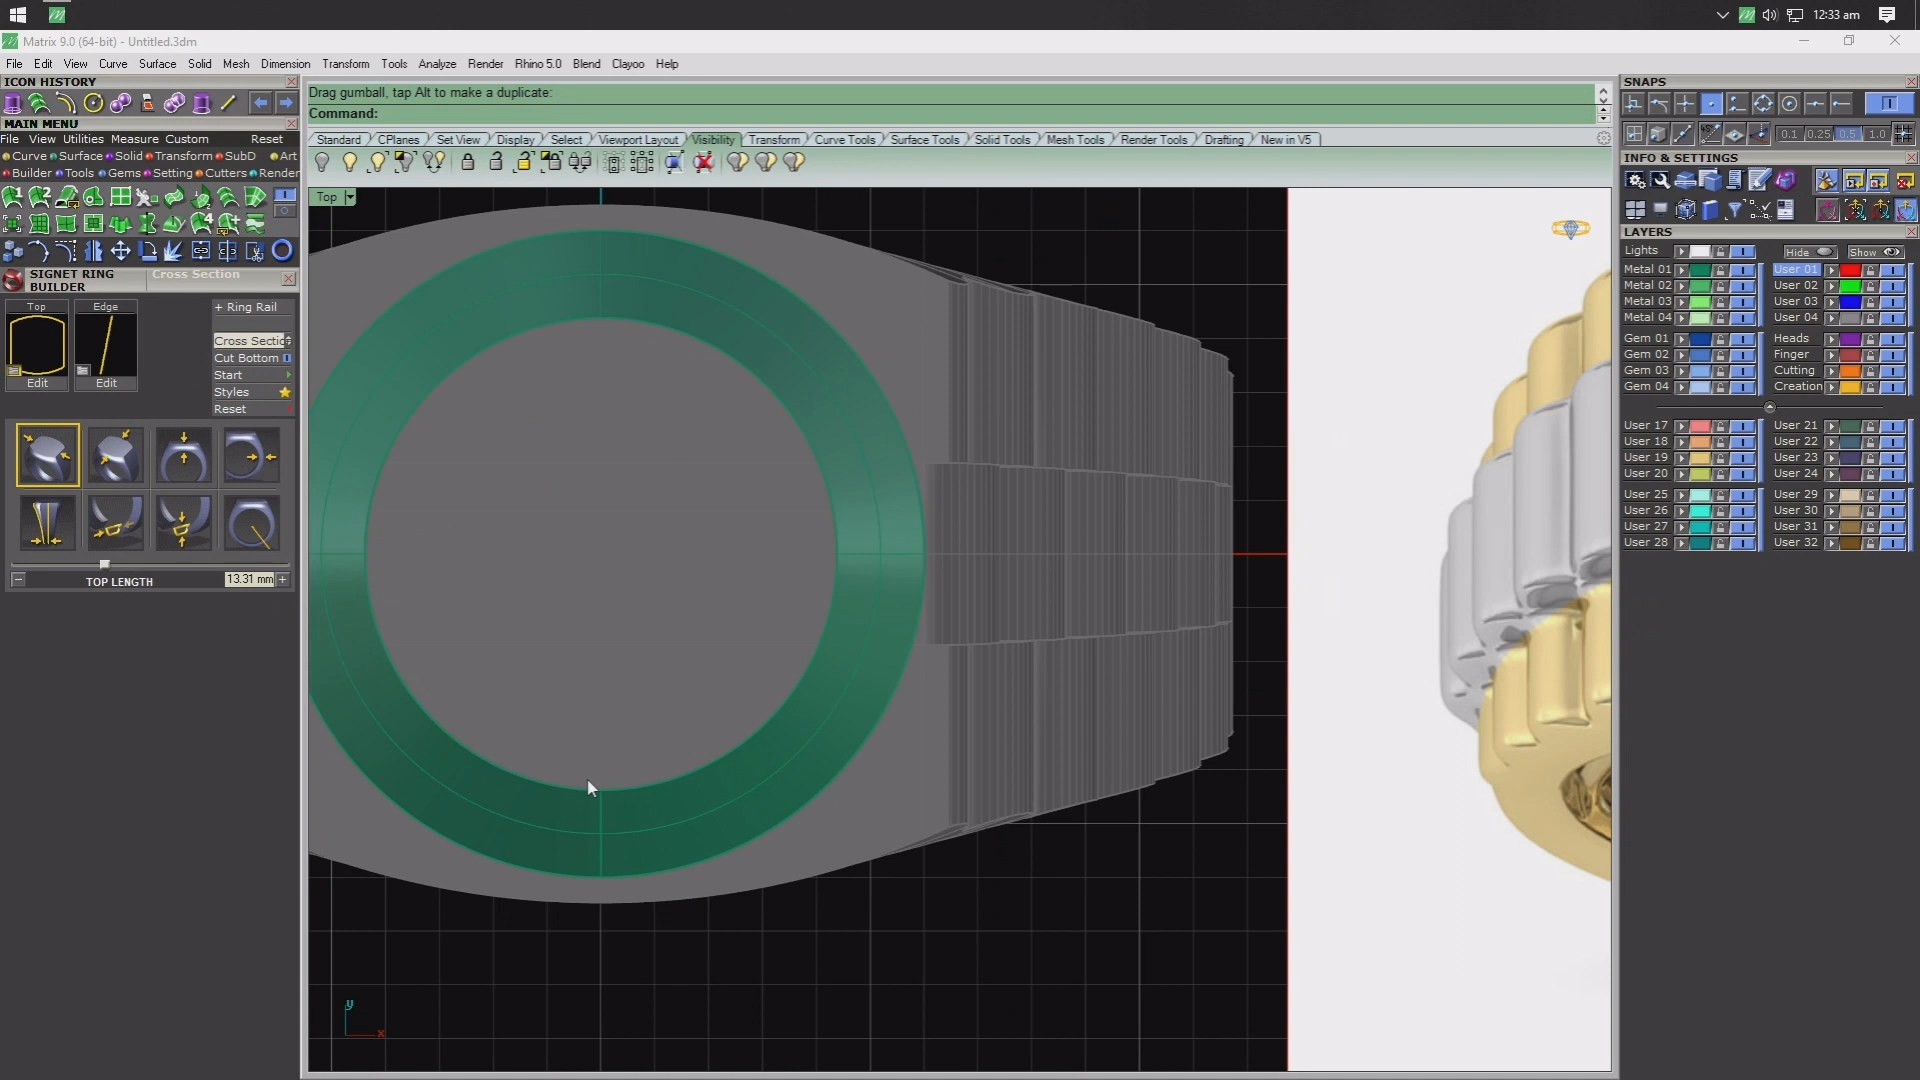 12:33 am
Matrix 9.0 (64-bit) - Untitled.3dm
File Edit View Curve Surface Solid Mesh Dimension Transform Tools Analyze Render Rhino 5.0 Blend Clayoo Help
ICON HISTORY
MAIN MENU
File View Utilities Measure Custom Reset
Curve Surface Solid Transform SubD Art
Builder Tools Gems Setting Cutters Render
SIGNET RING BUILDER
Cross Section
Top Edge
Edit Edit
+ Ring Rail
Cross Sectio
Cut Bottom
Start
Styles
Reset
TOP LENGTH 13.31 mm
Drag gumball, tap Alt to make a duplicate:
Command:
Standard CPlanes Set View Display Select Viewport Layout Visibility Transform Curve Tools Surface Tools Solid Tools Mesh Tools Render Tools Drafting New in V5
Top
y
x
SNAPS
0.1 0.25 0.5 1.0
INFO & SETTINGS
LAYERS
Lights Hide Show
Metal 01 User 01
Metal 02 User 02
Metal 03 User 03
Metal 04 User 04
Gem 01 Heads
Gem 02 Finger
Gem 03 Cutting
Gem 04 Creation
User 17 User 21
User 18 User 22
User 19 User 23
User 20 User 24
User 25 User 29
User 26 User 30
User 27 User 31
User 28 User 32